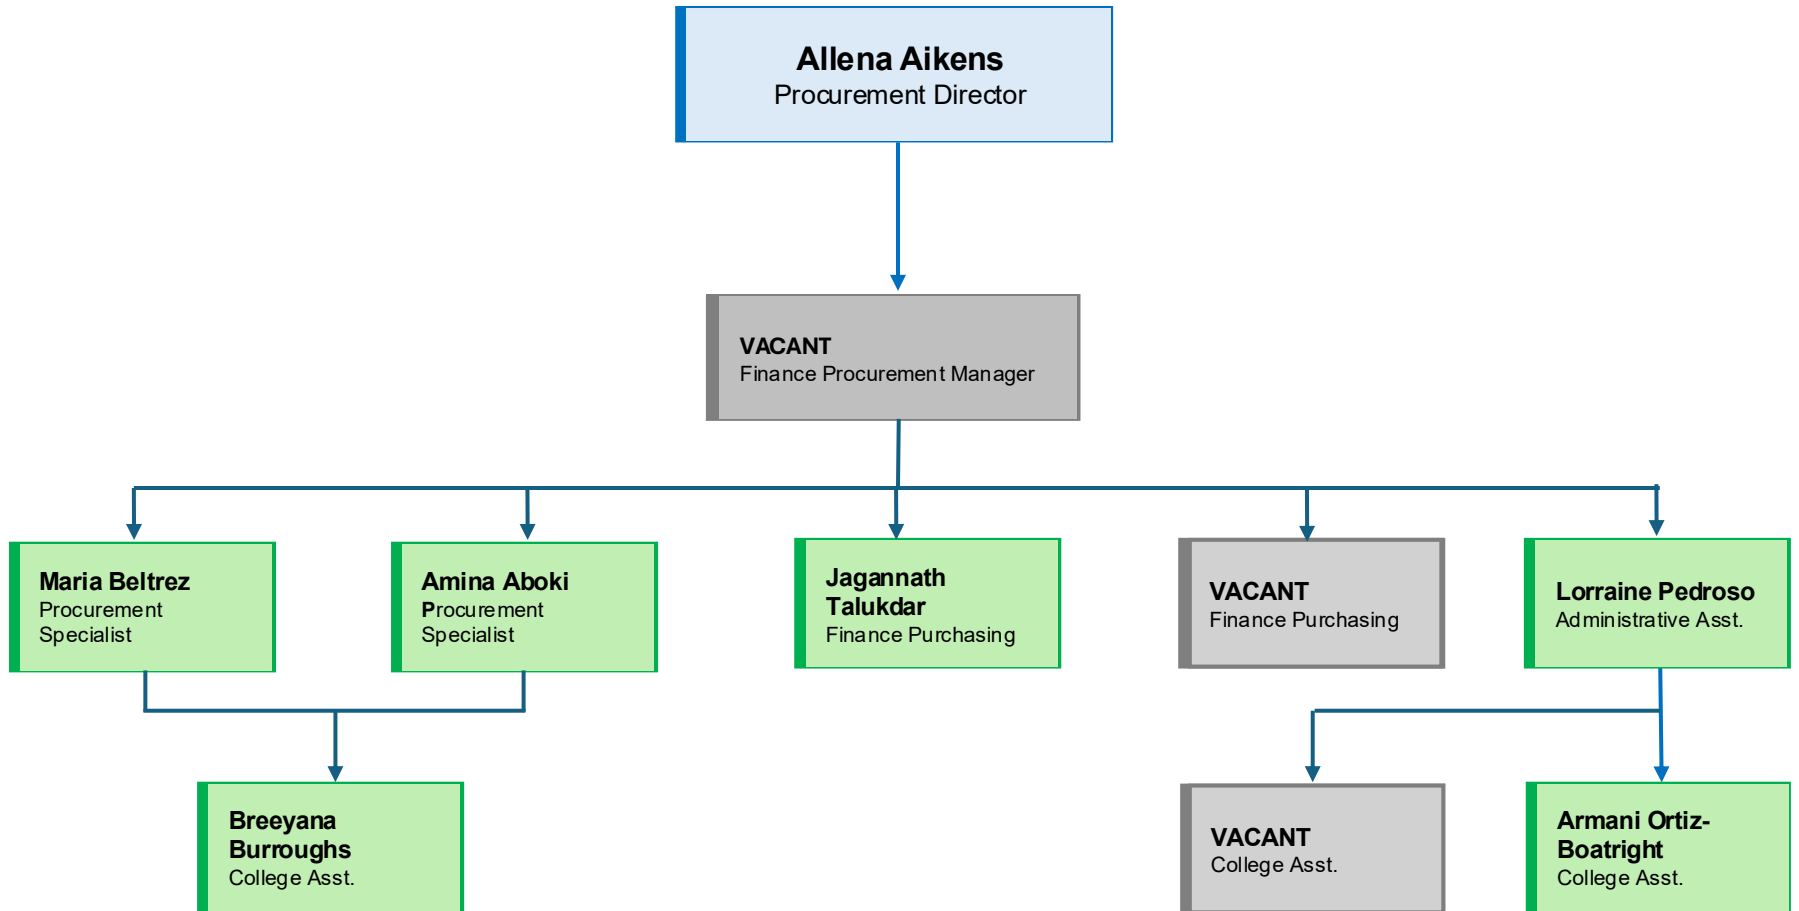 Allena Aikens
Procurement Director
VACANT
Finance Procurement Manager
Maria Beltrez
Procurement
Specialist
Amina Aboki
Procurement
Specialist
Jagannath
Talukdar
Finance Purchasing
VACANT
Finance Purchasing
Lorraine Pedroso
Administrative Asst.
Breeyana
Burroughs
College Asst.
VACANT
College Asst.
Armani Ortiz-
Boatright
College Asst.